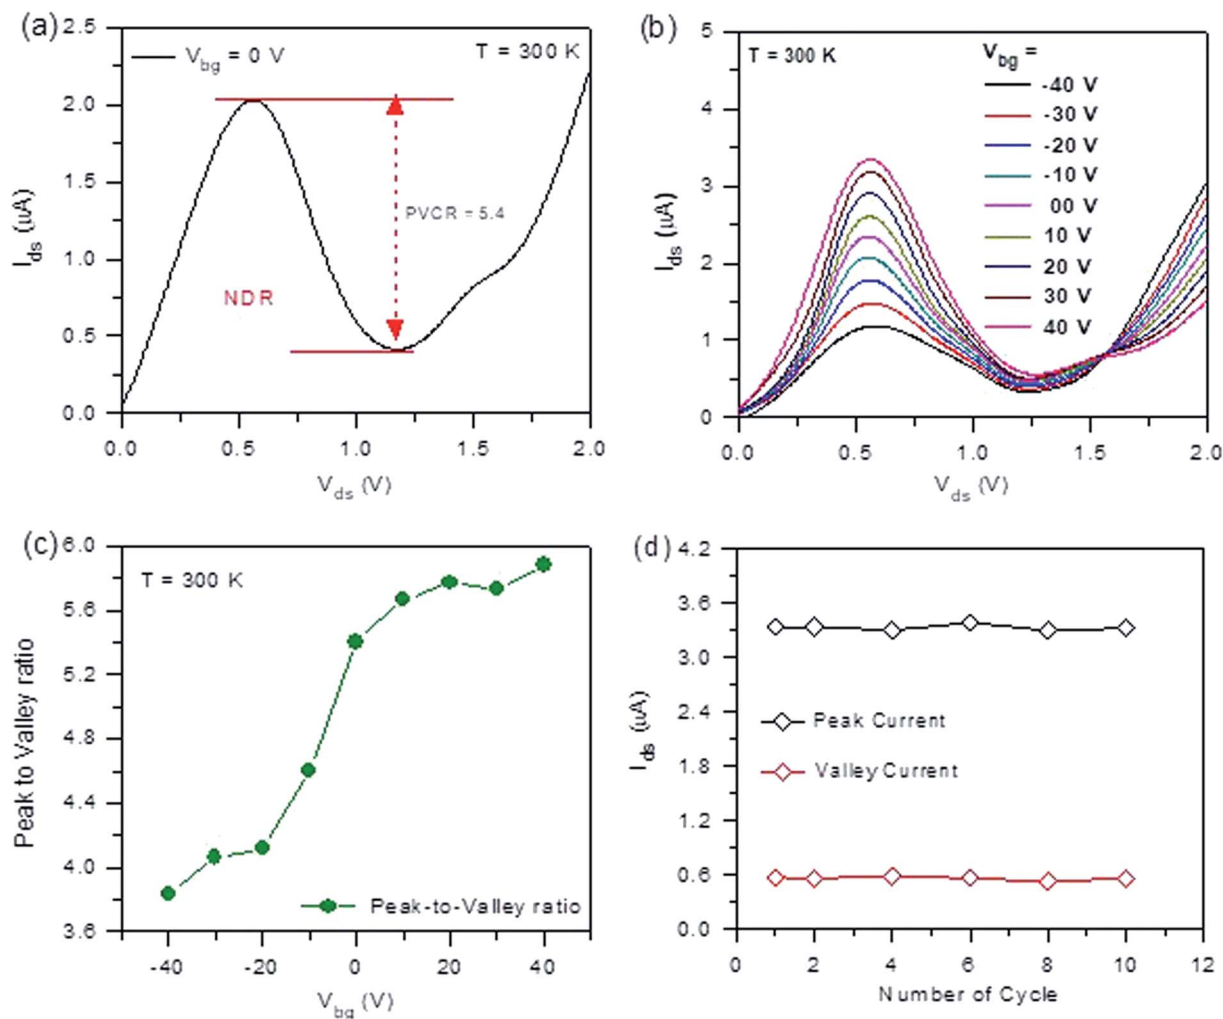 (a)
V_bg = 0 V
T = 300 K
PVCR = 5.4
NDR
2.5
2.0
1.5
1.0
0.5
0.0
I_ds (μA)
0.0 0.5 1.0 1.5 2.0
V_ds (V)
(b)
T = 300 K
V_bg =
-40 V
-30 V
-20 V
-10 V
00 V
10 V
20 V
30 V
40 V
5
4
3
2
1
0
I_ds (μA)
0.0 0.5 1.0 1.5 2.0
V_ds (V)
(c)
T = 300 K
6.0
5.6
5.2
4.8
4.4
4.0
3.6
Peak to Valley ratio
Peak-to-Valley ratio
-40 -20 0 20 40
V_bg (V)
(d)
4.2
3.6
3.0
2.4
1.8
1.2
0.6
0.0
I_ds (μA)
Peak Current
Valley Current
0 2 4 6 8 10 12
Number of Cycle